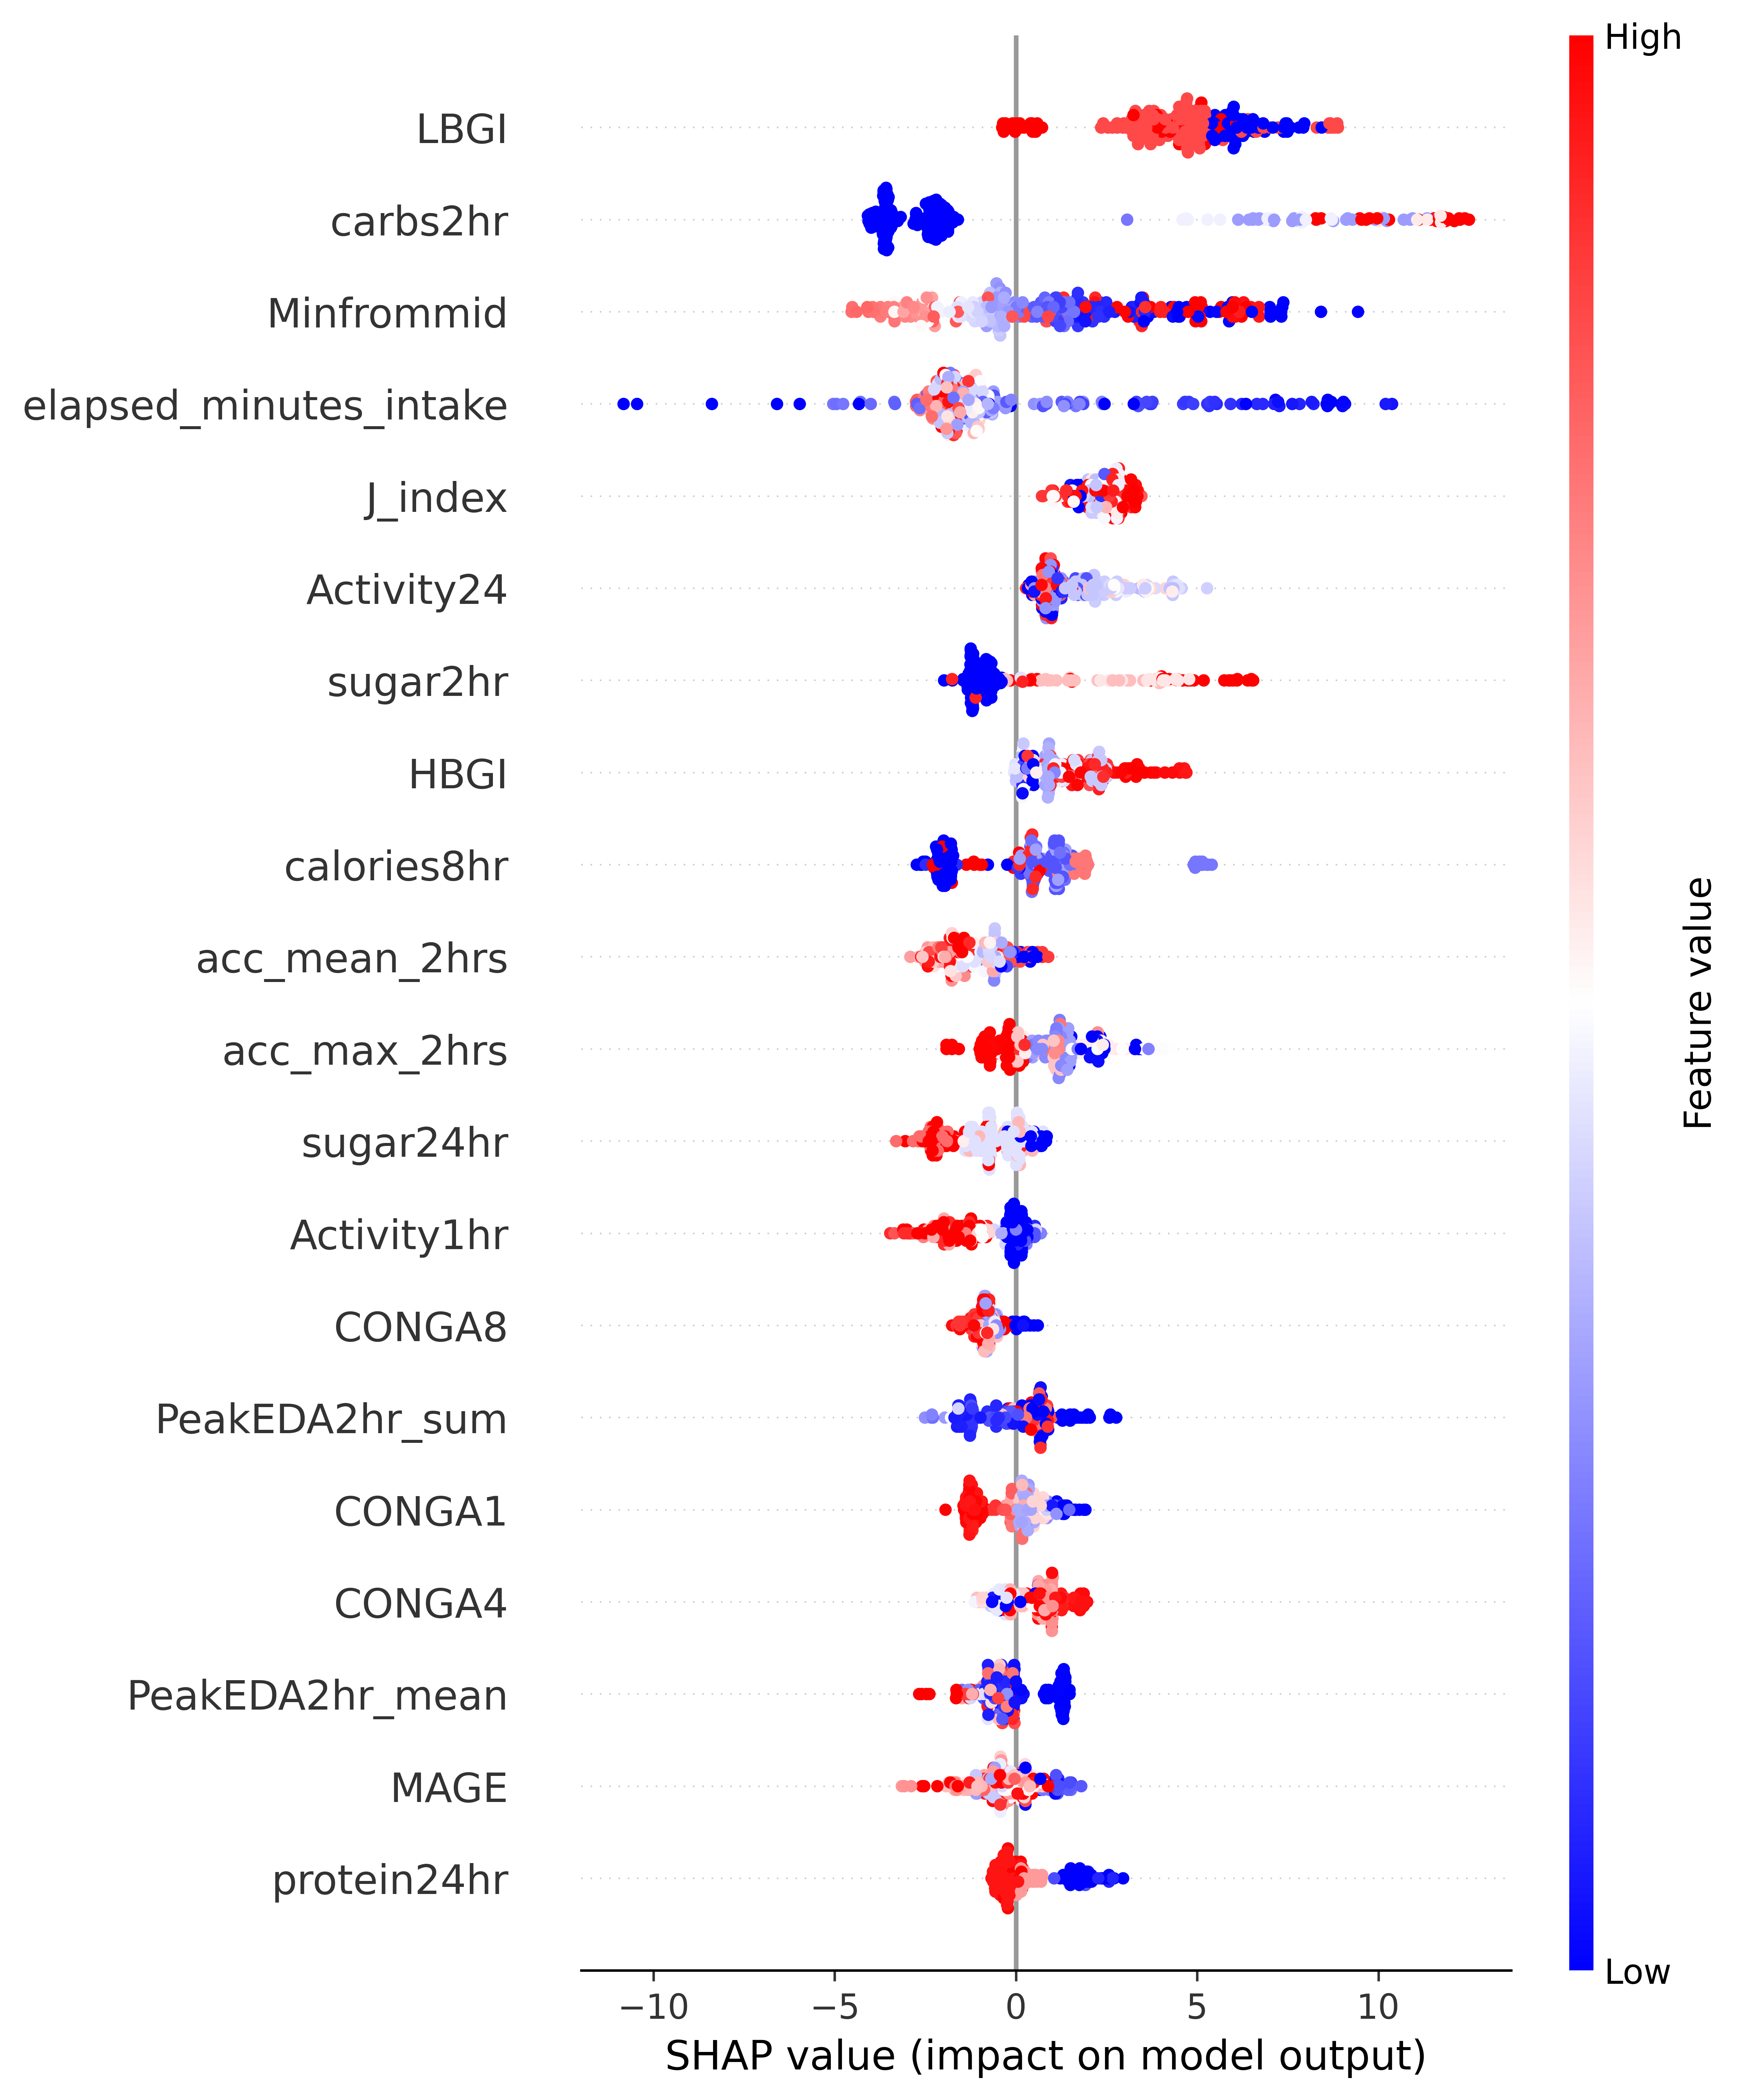 High
LBGI
carbs2hr
Minfrommid
elapsed_minutes_intake
J_index
Activity24
sugar2hr
HBGI
calories8hr
acc_mean_2hrs
acc_max_2hrs
sugar24hr
Activity1hr
CONGA8
PeakEDA2hr_sum
CONGA1
CONGA4
PeakEDA2hr_mean
MAGE
protein24hr
Feature value
Low
−10 −5 0 5 10
SHAP value (impact on model output)